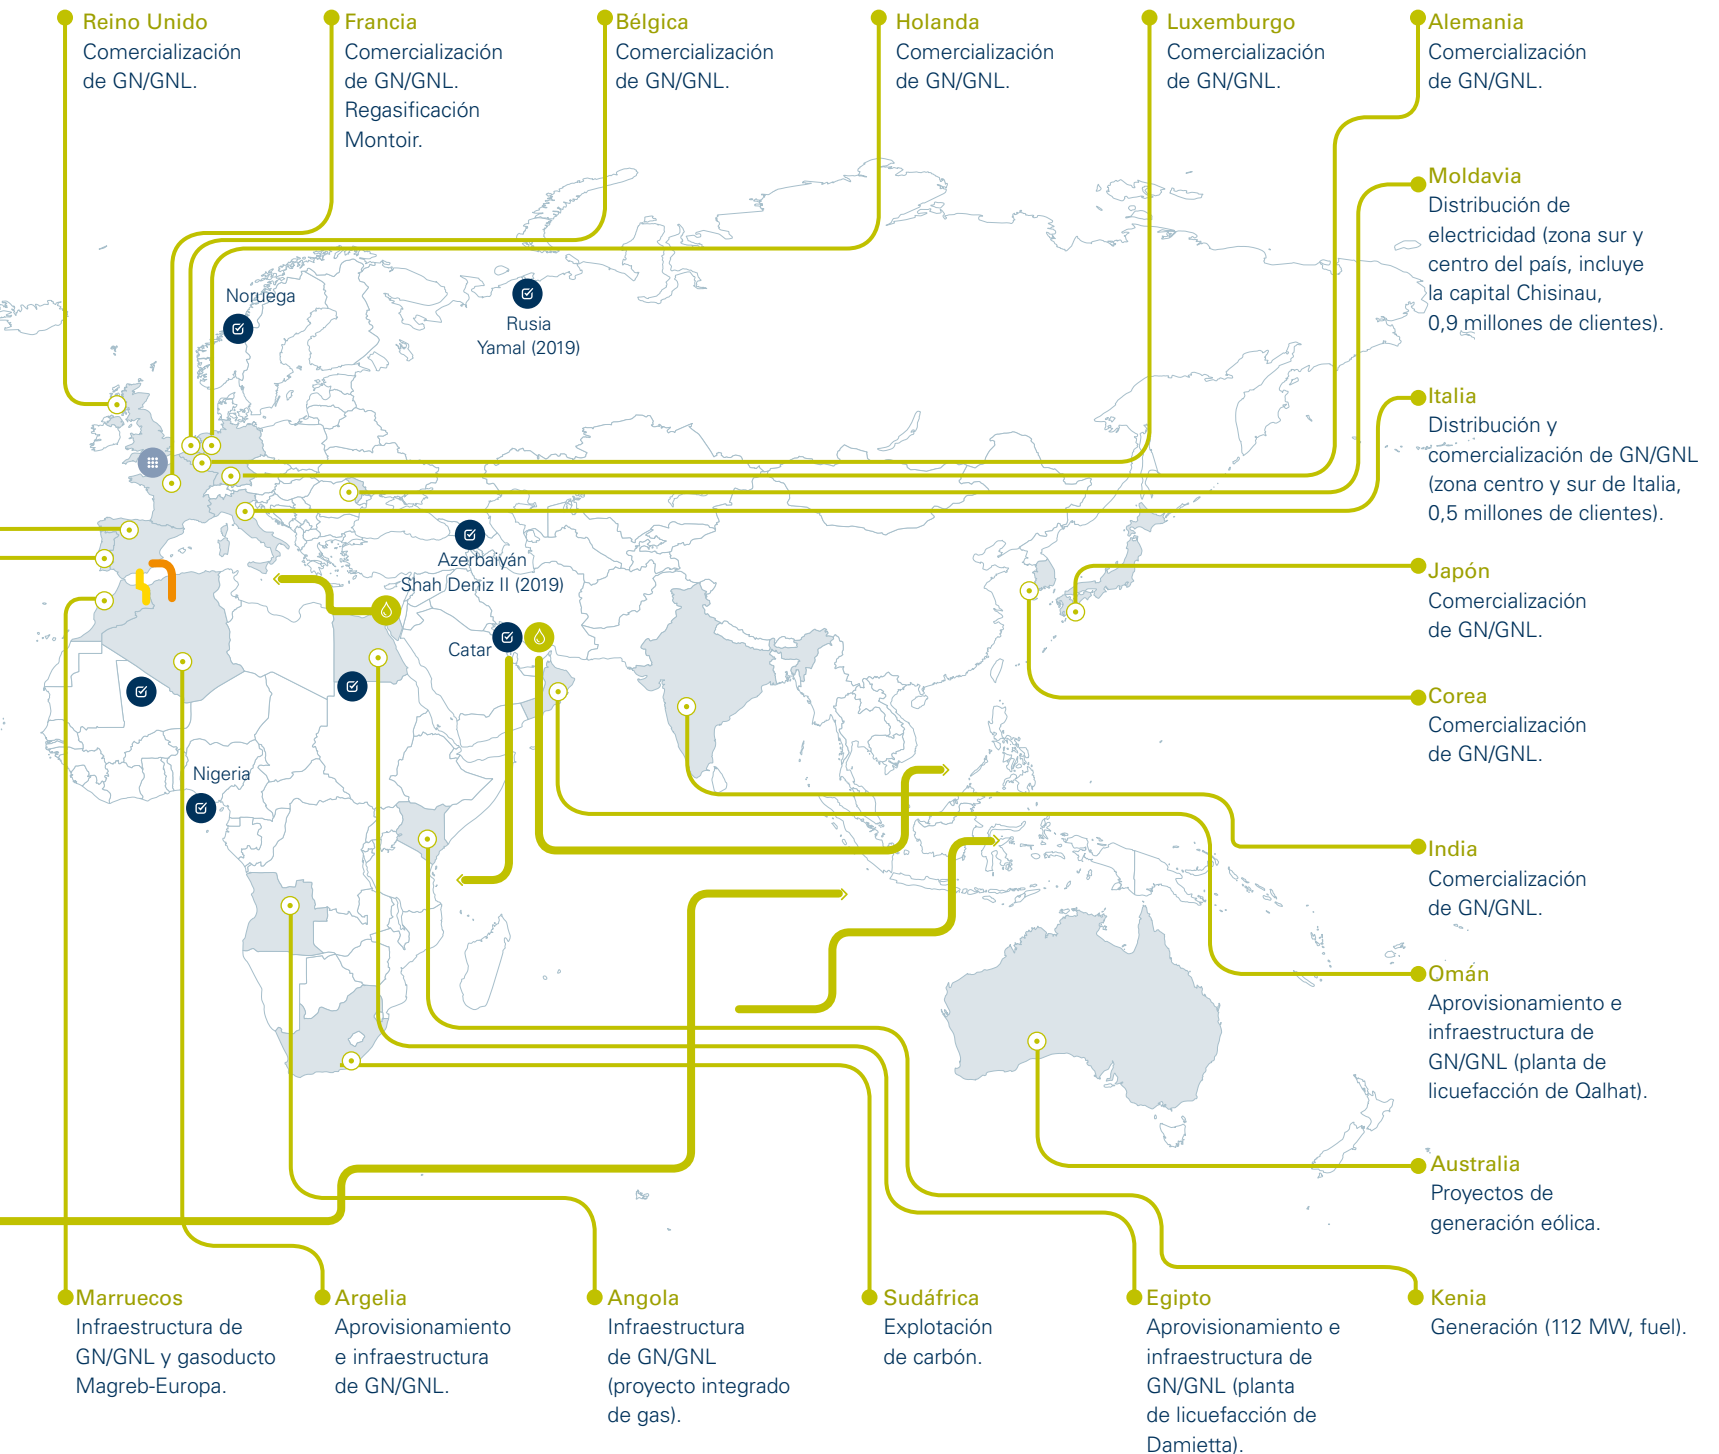 Reino Unido
Comercialización
de GN/GNL.
Francia
Comercialización
de GN/GNL.
Regasificación
Montoir.
Bélgica
Comercialización
de GN/GNL.
Holanda
Comercialización
de GN/GNL.
Luxemburgo
Comercialización
de GN/GNL.
Alemania
Comercialización
de GN/GNL.
Moldavia
Distribución de
electricidad (zona sur y
centro del país, incluye
la capital Chisinau,
0,9 millones de clientes).
Italia
Distribución y
comercialización de GN/GNL
(zona centro y sur de Italia,
0,5 millones de clientes).
Japón
Comercialización
de GN/GNL.
Corea
Comercialización
de GN/GNL.
India
Comercialización
de GN/GNL.
Omán
Aprovisionamiento e
infraestructura de
GN/GNL (planta de
licuefacción de Qalhat).
Australia
Proyectos de
generación eólica.
Noruega
Rusia
Yamal (2019)
Azerbaiyán
Shah Deniz II (2019)
Catar
Nigeria
Marruecos
Infraestructura de
GN/GNL y gasoducto
Magreb-Europa.
Argelia
Aprovisionamiento
e infraestructura
de GN/GNL.
Angola
Infraestructura
de GN/GNL
(proyecto integrado
de gas).
Sudáfrica
Explotación
de carbón.
Egipto
Aprovisionamiento e
infraestructura de
GN/GNL (planta
de licuefacción de
Damietta).
Kenia
Generación (112 MW, fuel).